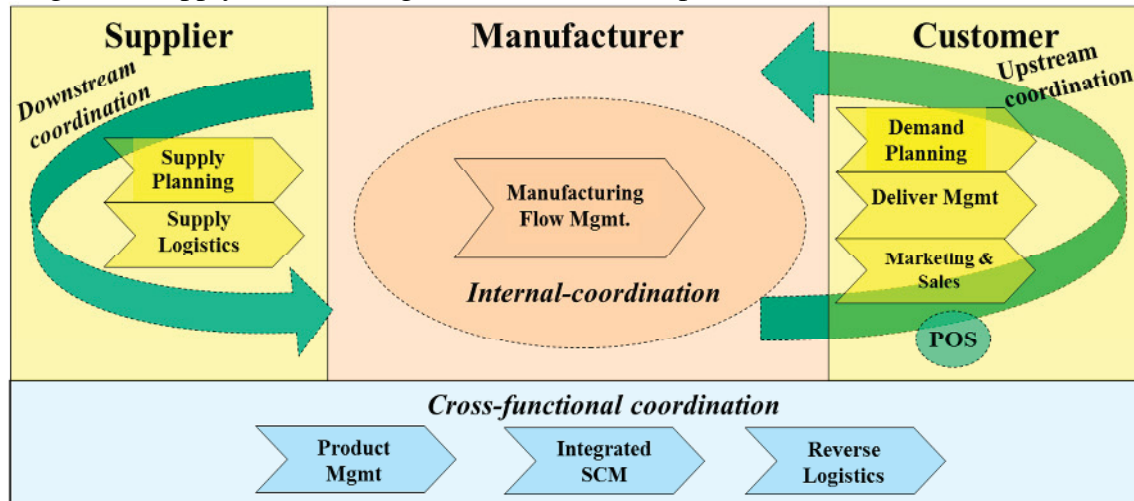 Supplier
Manufacturer
Customer
Downstream
coordination
Upstream
coordination
Supply
Planning
Supply
Logistics
Manufacturing
Flow Mgmt.
Internal-coordination
Demand
Planning
Deliver Mgmt
Marketing &
Sales
POS
Cross-functional coordination
Product
Mgmt
Integrated
SCM
Reverse
Logistics